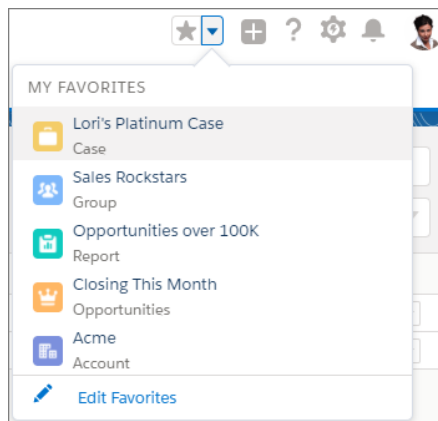 MY FAVORITES
Lori's Platinum Case
Case
Sales Rockstars
Group
Opportunities over 100K
Report
Closing This Month
Opportunities
Acme
Account
Edit Favorites